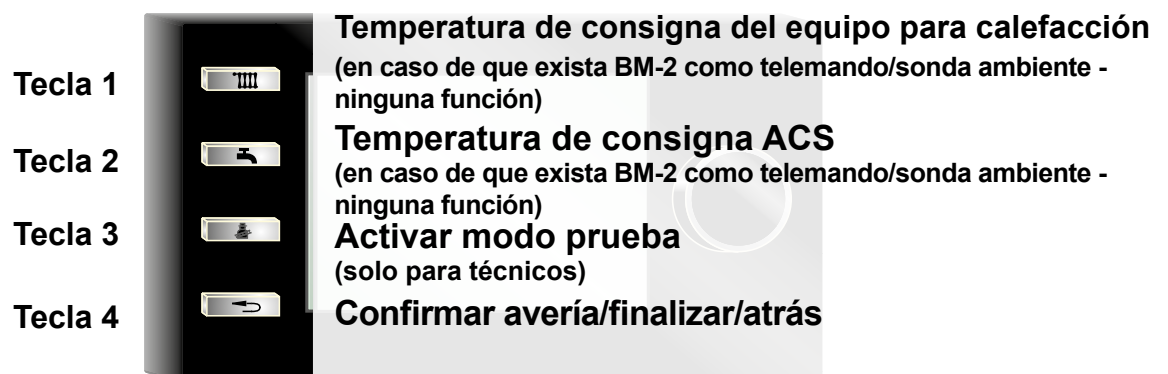 Temperatura de consigna del equipo para calefacción
Tecla 1
(en caso de que exista BM-2 como telemando/sonda ambiente -
ninguna función)
Temperatura de consigna ACS
Tecla 2
(en caso de que exista BM-2 como telemando/sonda ambiente -
ninguna función)
Tecla 3
Activar modo prueba
(solo para técnicos)
Tecla 4
Confirmar avería/finalizar/atrás